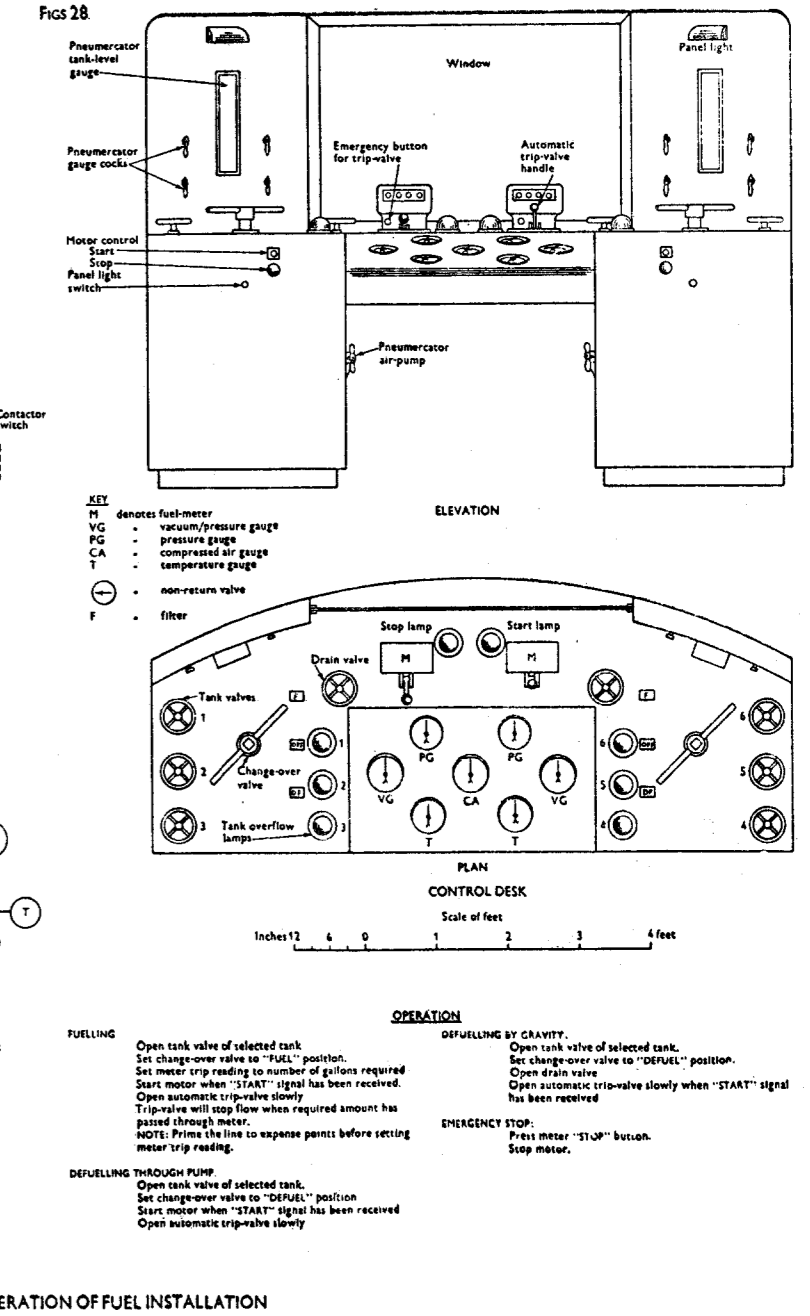 FIGS 28.
Pneumercator
tank-level
gauge
Panel light
Window
Emergency button
for trip-valve
Automatic
trip-valve
handle
Pneumercator
gauge cocks
Motor control
Start
Stop
Panel light
switch
Pneumercator
air-pump
Contactor
witch
ELEVATION
KEY
M denotes fuel-meter
VG " vacuum/pressure gauge
PG " pressure gauge
CA " compressed air gauge
T " temperature gauge
" non-return valve
F " filter
Stop lamp
Start lamp
M
M
Drain valve
Tank valves
F
F
1
2
3
Change-over
valve
OFF
DF
1
2
3
Tank overflow
lamps
PG
PG
VG
CA
VG
T
T
6
5
4
OFF
DF
6
5
4
T
PLAN
CONTROL DESK
Scale of feet
Inches 12 6 0 1 2 3 4 feet
OPERATION
FUELLING
Open tank valve of selected tank
Set change-over valve to "FUEL" position.
Set meter trip reading to number of gallons required
Start motor when "START" signal has been received.
Open automatic trip-valve slowly
Trip-valve will stop flow when required amount has
passed through meter.
NOTE: Prime the line to expense points before setting
meter trip reading.
DEFUELLING THROUGH PUMP.
Open tank valve of selected tank.
Set change-over valve to "DEFUEL" position
Start motor when "START" signal has been received
Open automatic trip-valve slowly
DEFUELLING BY GRAVITY.
Open tank valve of selected tank.
Set change-over valve to "DEFUEL" position.
Open drain valve
Open automatic trip-valve slowly when "START" signal
has been received
EMERGENCY STOP:
Press meter "STOP" button.
Stop motor.
ERATION OF FUEL INSTALLATION